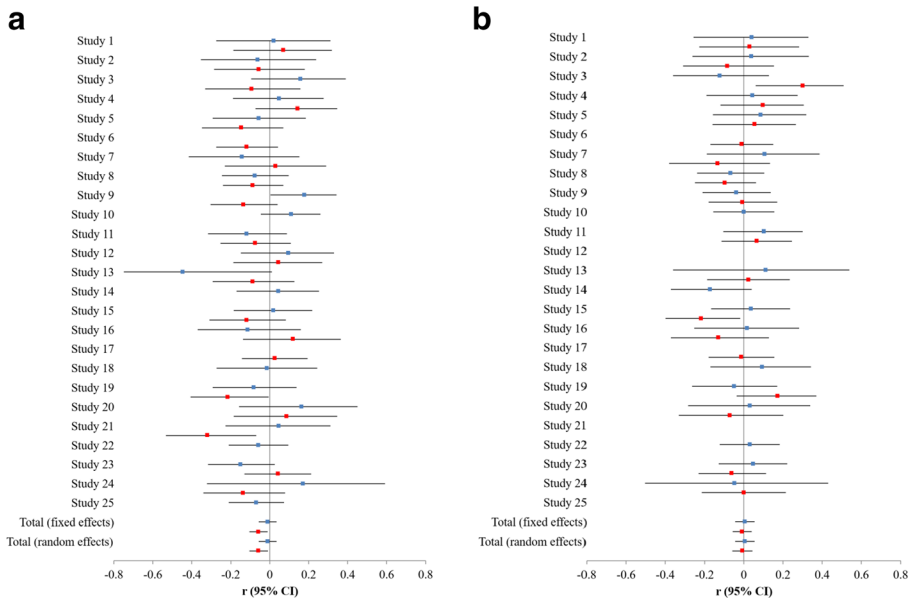 a
Study 1
Study 2
Study 3
Study 4
Study 5
Study 6
Study 7
Study 8
Study 9
Study 10
Study 11
Study 12
Study 13
Study 14
Study 15
Study 16
Study 17
Study 18
Study 19
Study 20
Study 21
Study 22
Study 23
Study 24
Study 25
Total (fixed effects)
Total (random effects)
-0.8 -0.6 -0.4 -0.2 0 0.2 0.4 0.6 0.8
r (95% CI)
b
Study 1
Study 2
Study 3
Study 4
Study 5
Study 6
Study 7
Study 8
Study 9
Study 10
Study 11
Study 12
Study 13
Study 14
Study 15
Study 16
Study 17
Study 18
Study 19
Study 20
Study 21
Study 22
Study 23
Study 24
Study 25
Total (fixed effects)
Total (random effects)
-0.8 -0.6 -0.4 -0.2 0 0.2 0.4 0.6 0.8
r (95% CI)